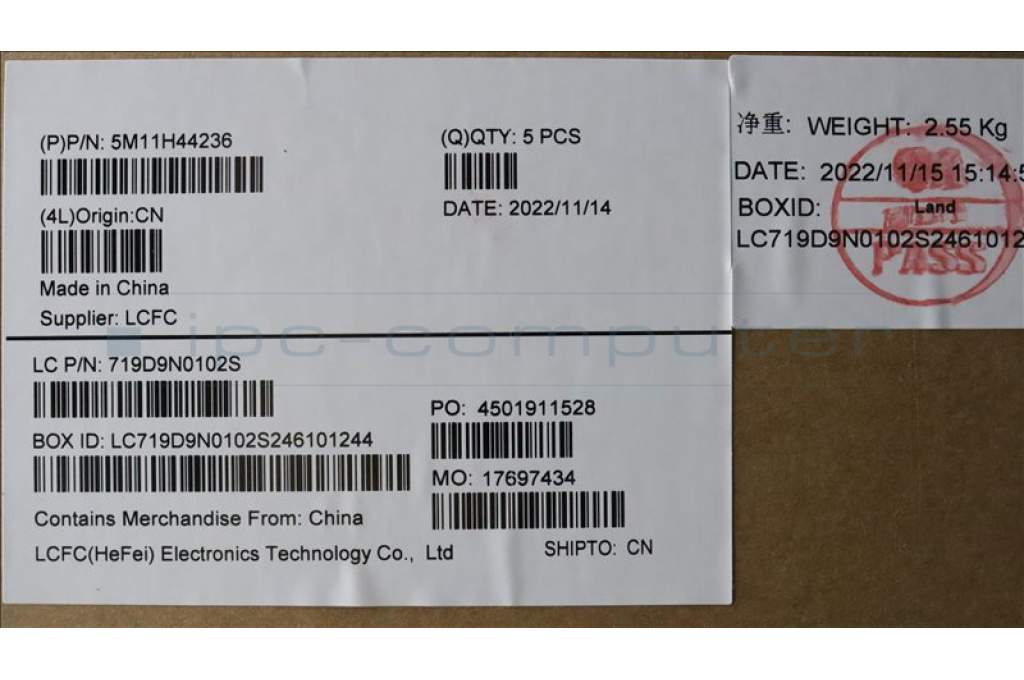 (P)P/N: 5M11H44236
(Q)QTY: 5 PCS
(4L)Origin:CN
DATE: 2022/11/14
Made in China
Supplier: LCFC
LC P/N: 719D9N0102S
PO: 4501911528
BOX ID: LC719D9N0102S246101244
MO: 17697434
Contains Merchandise From: China
LCFC(HeFei) Electronics Technology Co., Ltd
SHIPTO: CN
净重: WEIGHT: 2.55 Kg
DATE: 2022/11/15 15:14:5
BOXID: Land
LC719D9N0102S2461012
PASS
ipc-computer